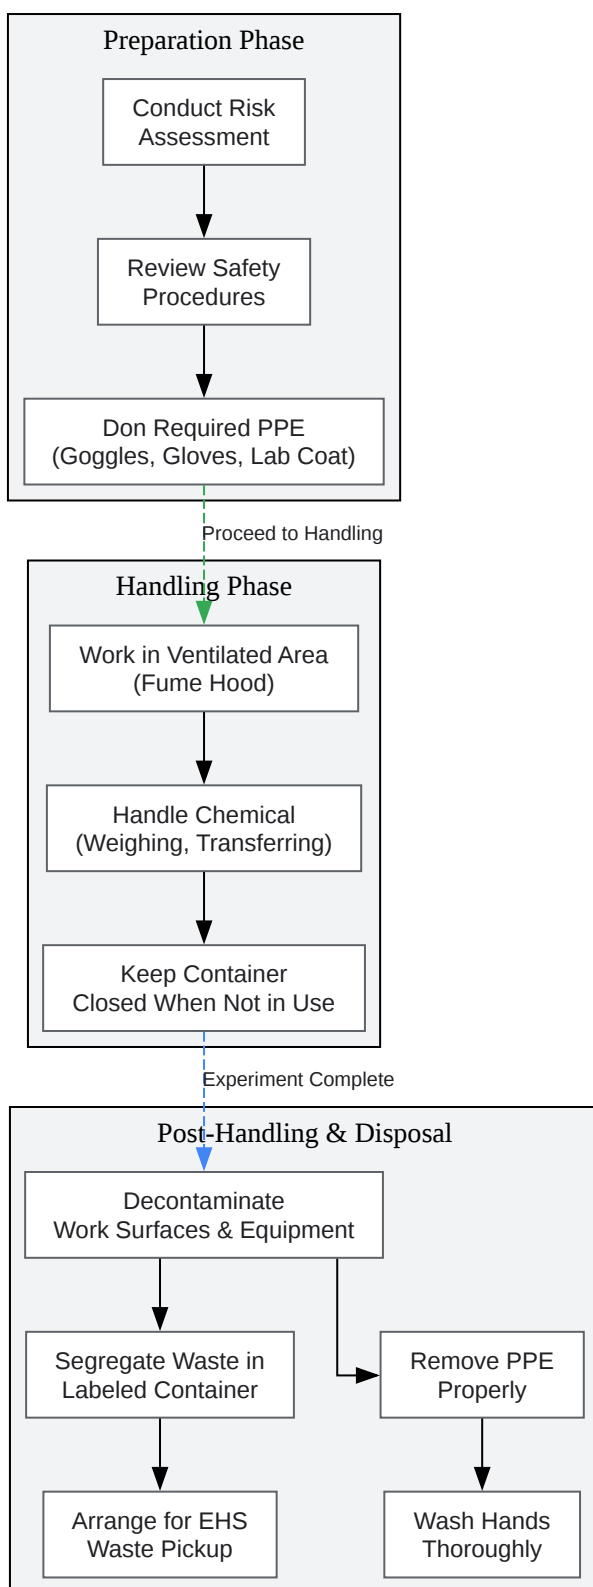 Preparation Phase
Conduct Risk
Assessment
Review Safety
Procedures
Don Required PPE
(Goggles, Gloves, Lab Coat)
Proceed to Handling
Handling Phase
Work in Ventilated Area
(Fume Hood)
Handle Chemical
(Weighing, Transferring)
Keep Container
Closed When Not in Use
Experiment Complete
Post-Handling & Disposal
Decontaminate
Work Surfaces & Equipment
Segregate Waste in
Labeled Container
Remove PPE
Properly
Arrange for EHS
Waste Pickup
Wash Hands
Thoroughly